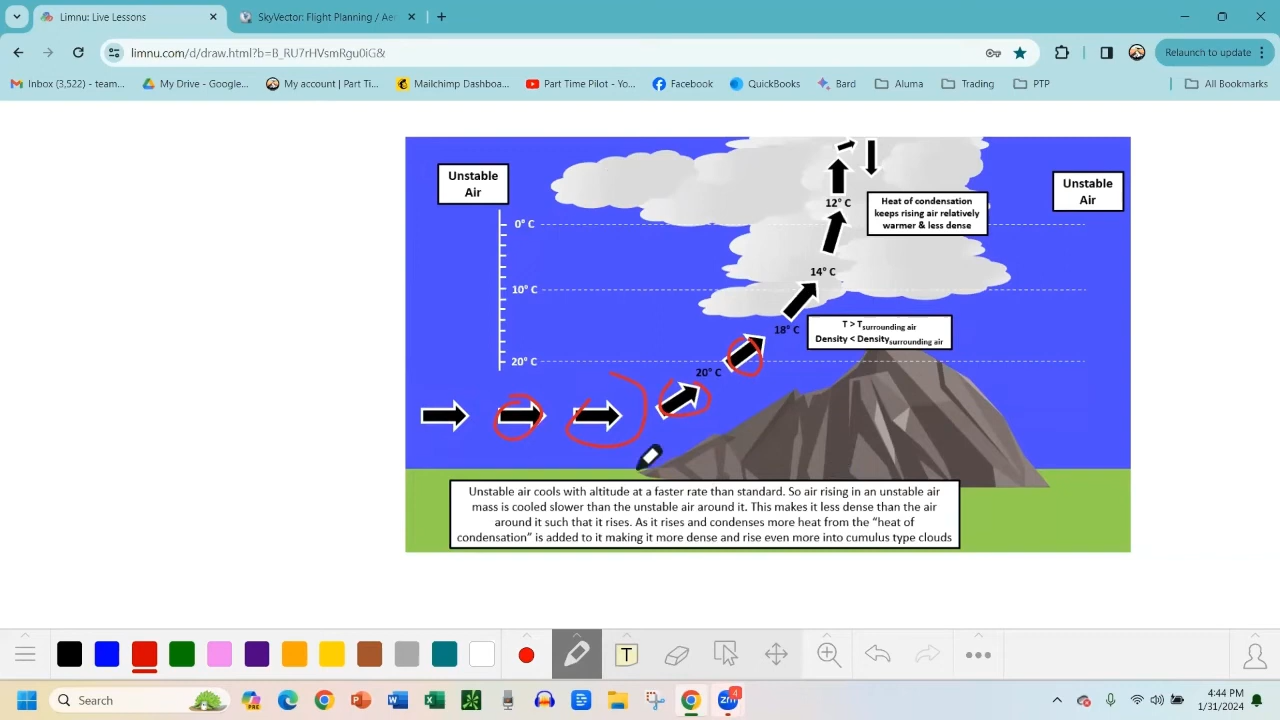 Limnu: Live Lessons
SkyVector: Flight Planning / Aer
limnu.com/d/draw.html?b=B_RU7rHVsmRgu0iG&
Relaunch to update
Inbox (3,522) - team...
My Drive - Google...
My account | Part Ti...
Mailchimp Dashboa...
Part Time Pilot - Yo...
Facebook
QuickBooks
Bard
Aluma
Trading
PTP
All Bookmarks
Unstable
Air
Unstable
Air
12° C
Heat of condensation
keeps rising air relatively
warmer & less dense
0° C
14° C
10° C
18° C
T > Tsurrounding air
Density < Densitysurrounding air
20° C
20° C
Unstable air cools with altitude at a faster rate than standard. So air rising in an unstable air
mass is cooled slower than the unstable air around it. This makes it less dense than the air
around it such that it rises. As it rises and condenses more heat from the “heat of
condensation” is added to it making it more dense and rise even more into cumulus type clouds
T
Search
4
4:44 PM
1/31/2024